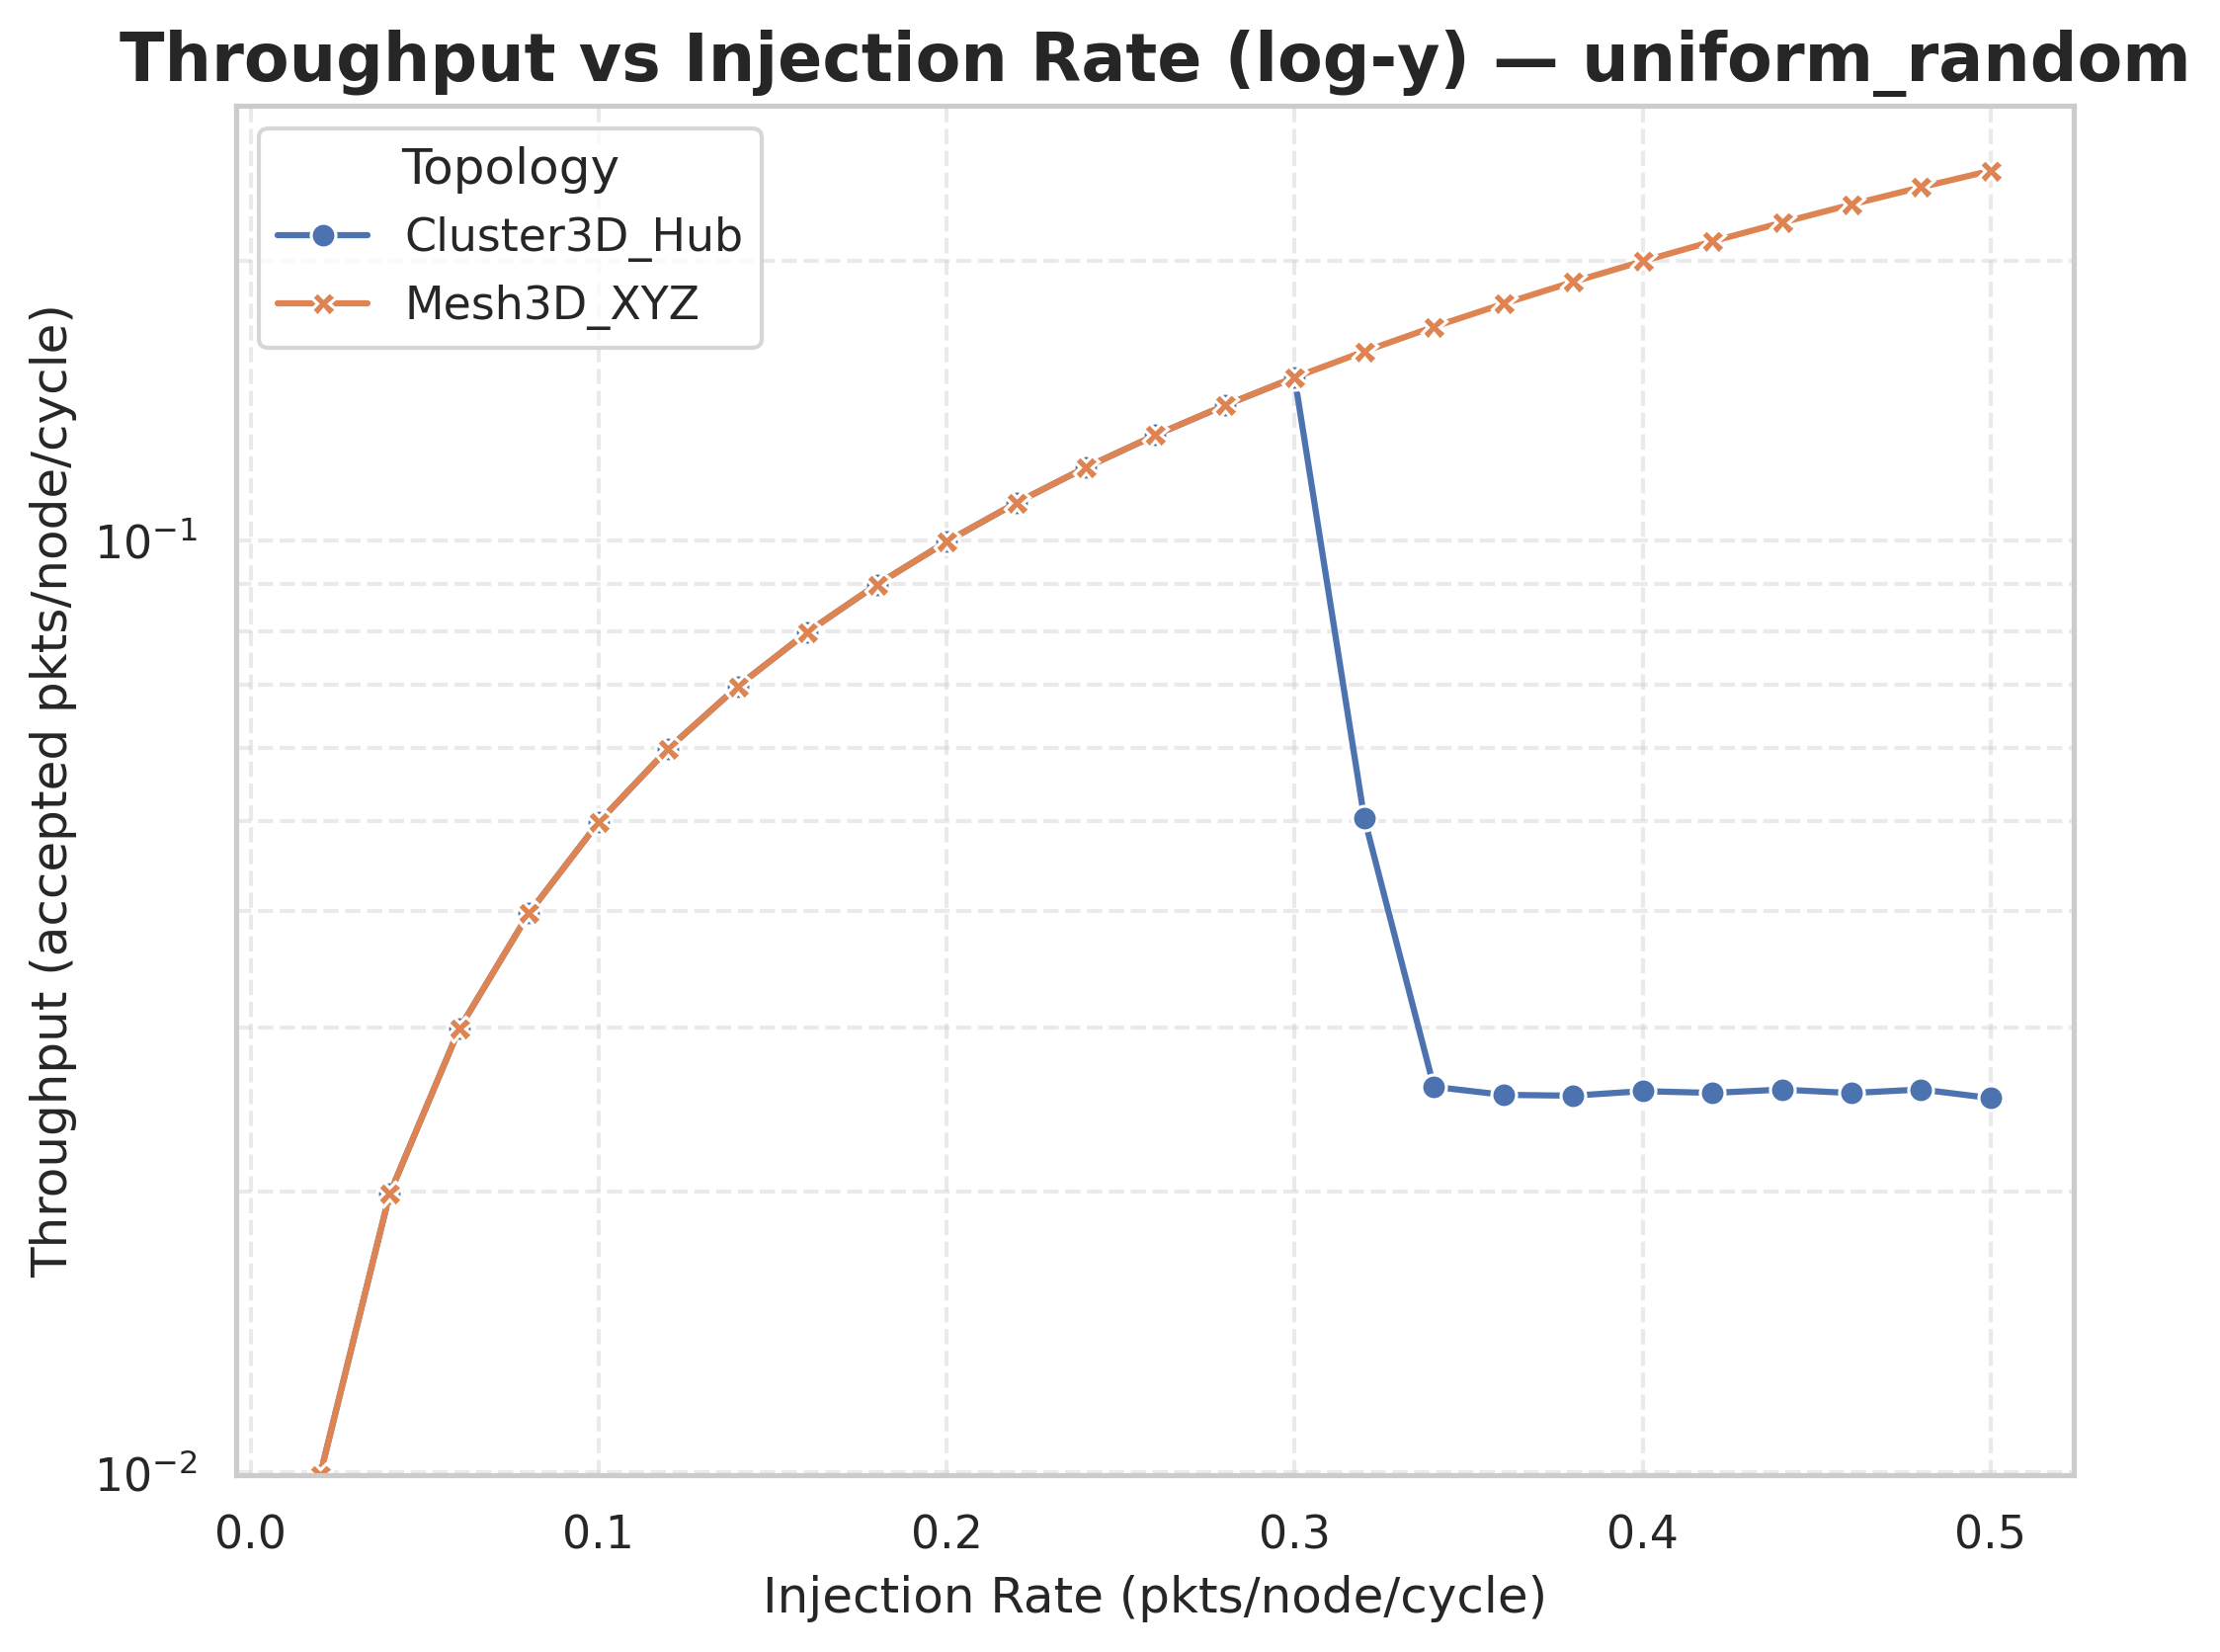 Throughput vs Injection Rate (log-y) — uniform_random
Topology
Cluster3D_Hub
Mesh3D_XYZ
Throughput (accepted pkts/node/cycle)
10⁻¹
10⁻²
0.0 0.1 0.2 0.3 0.4 0.5
Injection Rate (pkts/node/cycle)